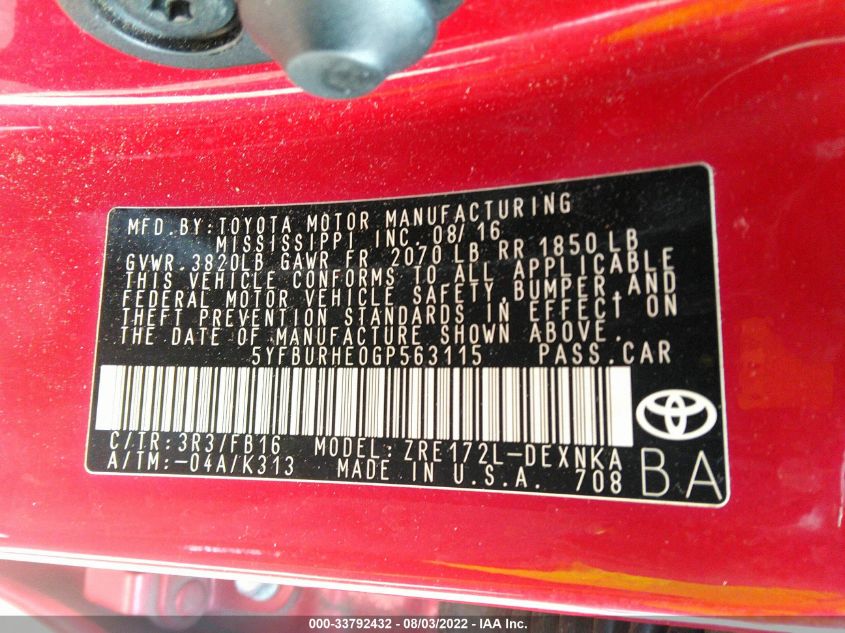 MFD.BY:TOYOTA MOTOR MANUFACTURING
MISSISSIPPI INC. 08/16
GVWR.3820LB GAWR FR. 2070 LB RR 1850 LB
THIS VEHICLE CONFORMS TO ALL APPLICABLE
FEDERAL MOTOR VEHICLE SAFETY,BUMPER,AND
THEFT PREVENTION STANDARDS IN EFFECT ON
THE DATE OF MANUFACTURE SHOWN ABOVE.
5YFBURHE0GP563115 PASS.CAR
C/TR:3R3/FB16 MODEL:ZRE172L-DEXNKA
A/TM:-04A/K313 MADE IN U.S.A. 708
BA
000-33792432 - 08/03/2022 - IAA Inc.